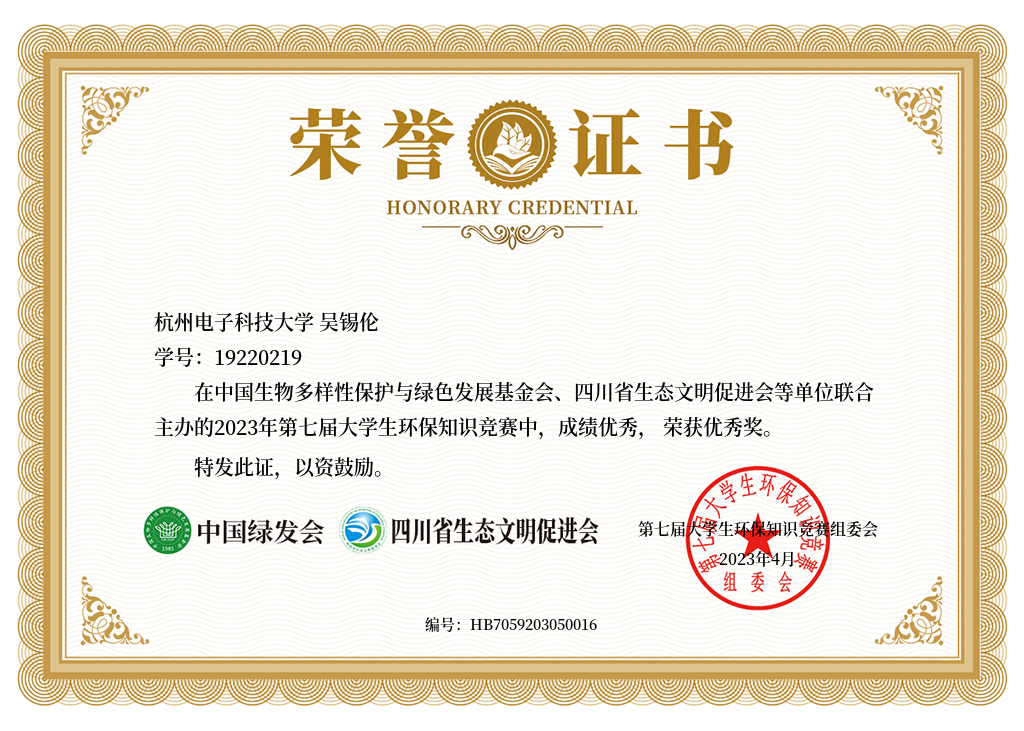 荣誉证书
HONORARY CREDENTIAL
杭州电子科技大学 吴锡伦
学号：19220219
在中国生物多样性保护与绿色发展基金会、四川省生态文明促进会等单位联合
主办的2023年第七届大学生环保知识竞赛中，成绩优秀， 荣获优秀奖。
特发此证，以资鼓励。
1985
中国绿发会
四川省生态文明促进会
第七届大学生环保知识竞赛组委会
2023年4月
第七届大学生环保知识竞赛
组委会
编号：HB7059203050016